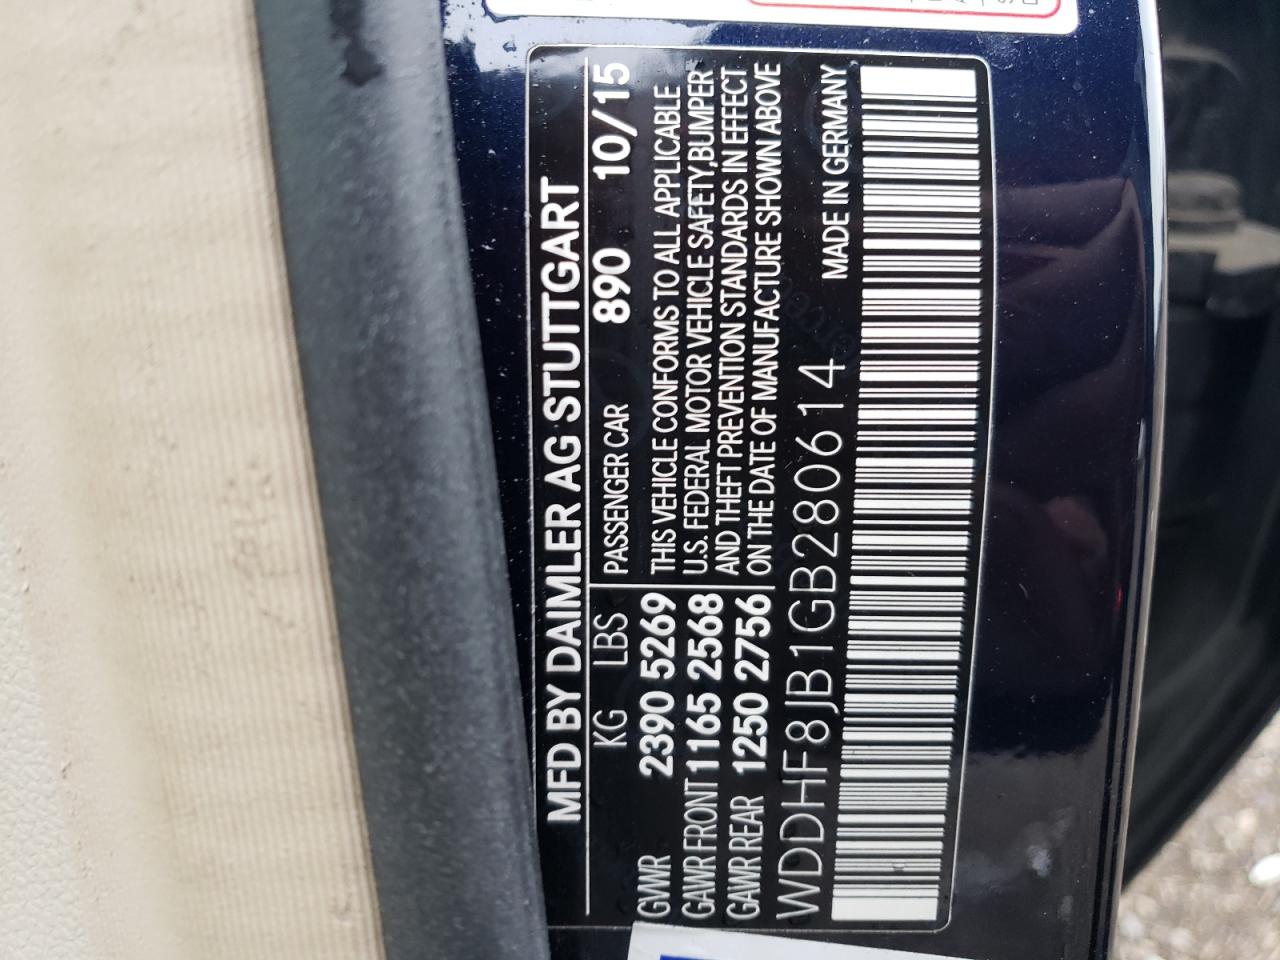 MFD BY DAIMLER AG STUTTGART
KG LBS PASSENGER CAR 890 10/15
GVWR 2390 5269
GAWR FRONT 1165 2568
GAWR REAR 1250 2756
THIS VEHICLE CONFORMS TO ALL APPLICABLE
U.S. FEDERAL MOTOR VEHICLE SAFETY,BUMPER
AND THEFT PREVENTION STANDARDS IN EFFECT
ON THE DATE OF MANUFACTURE SHOWN ABOVE
WDDHF8JB1GB280614 MADE IN GERMANY